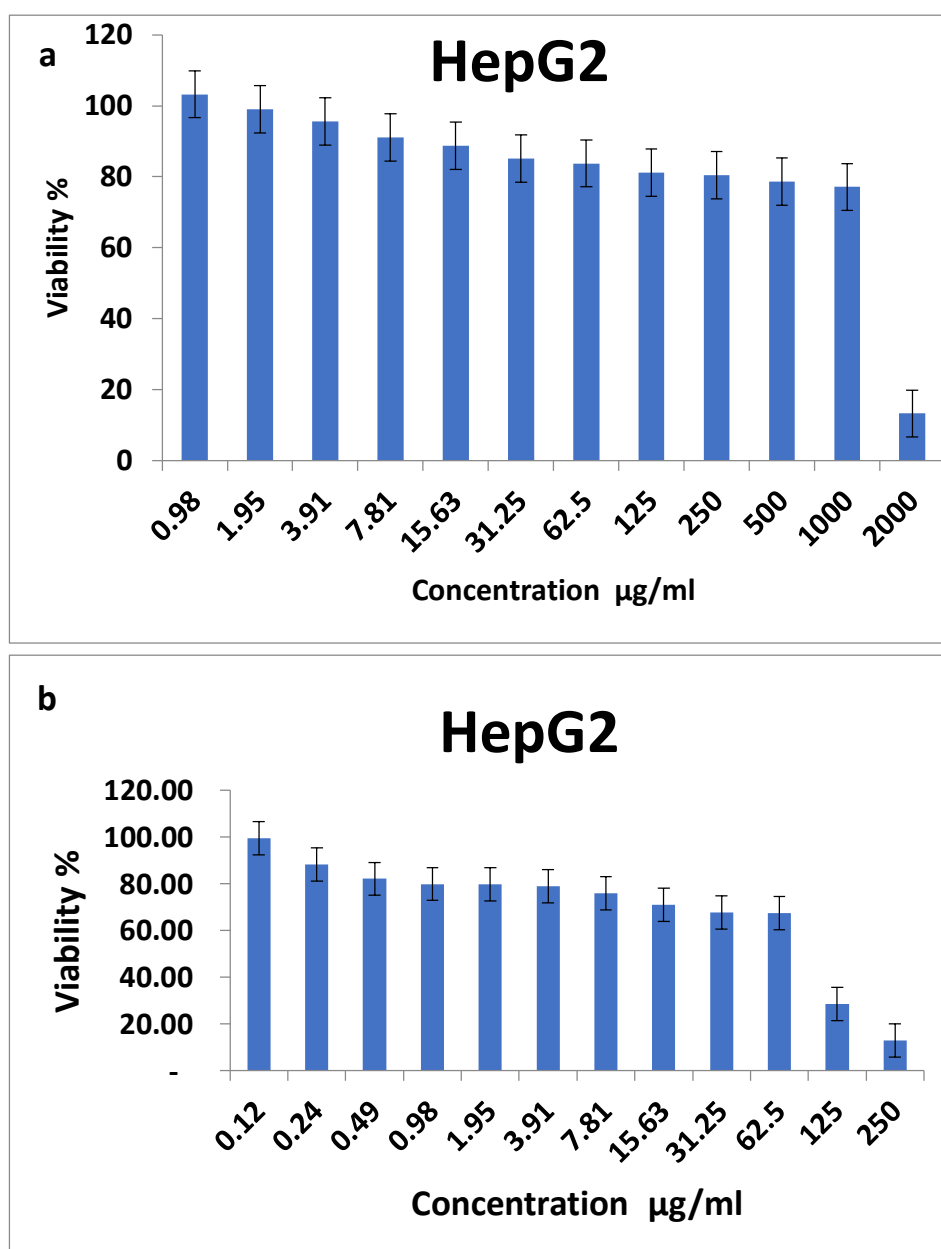 a
HepG2
Viability %
120
100
80
60
40
20
0
0.98 1.95 3.91 7.81 15.63 31.25 62.5 125 250 500 1000 2000
Concentration µg/ml
b
HepG2
Viability %
120.00
100.00
80.00
60.00
40.00
20.00
-
0.12 0.24 0.49 0.98 1.95 3.91 7.81 15.63 31.25 62.5 125 250
Concentration µg/ml